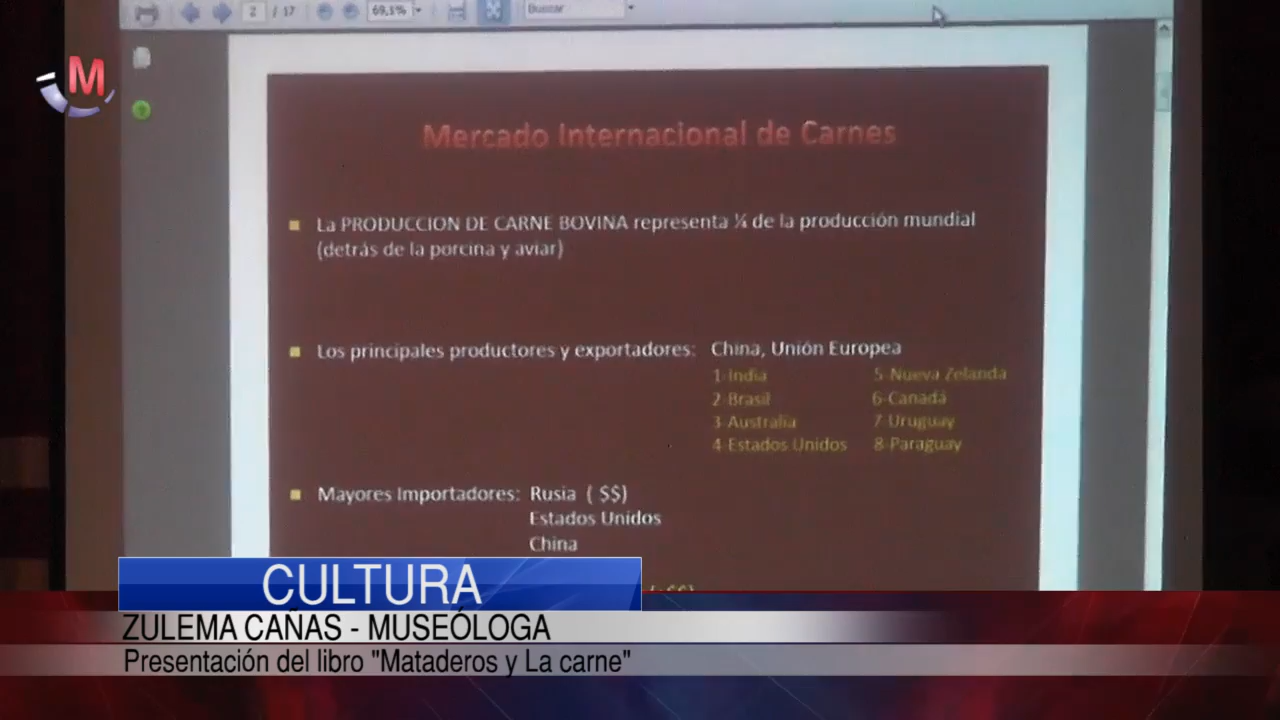 2 / 17
69,1%
Buscar
M
Mercado Internacional de Carnes
La PRODUCCION DE CARNE BOVINA representa ¼ de la producción mundial
(detrás de la porcina y aviar)
Los principales productores y exportadores: China, Unión Europea
1-India 5-Nueva Zelanda
2-Brasil 6-Canadá
3-Australia 7-Uruguay
4-Estados Unidos 8-Paraguay
Mayores Importadores: Rusia ( $$)
Estados Unidos
China
CULTURA
ZULEMA CAÑAS - MUSEÓLOGA
Presentación del libro "Mataderos y La carne"